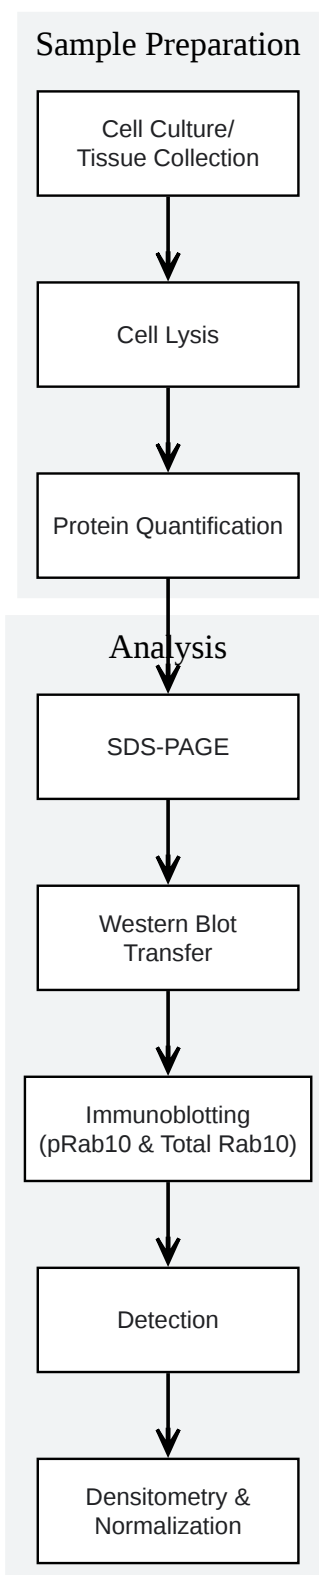 Sample Preparation
Cell Culture/
Tissue Collection
Cell Lysis
Protein Quantification
Analysis
SDS-PAGE
Western Blot
Transfer
Immunoblotting
(pRab10 & Total Rab10)
Detection
Densitometry &
Normalization